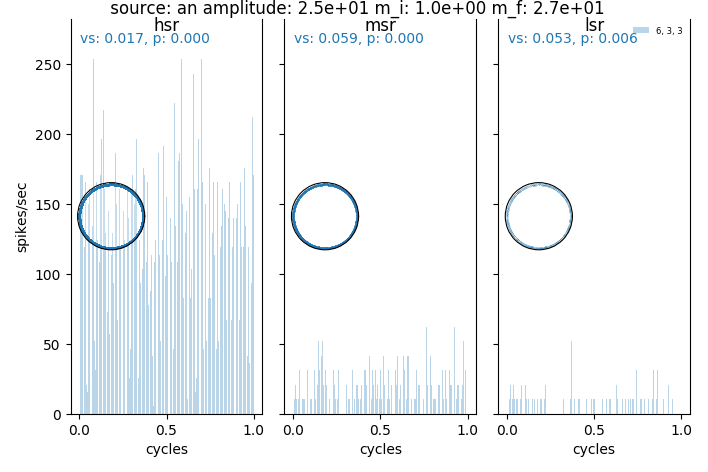 source: an amplitude: 2.5e+01 m_i: 1.0e+00 m_f: 2.7e+01
hsr
msr
lsr
vs: 0.017, p: 0.000
vs: 0.059, p: 0.000
vs: 0.053, p: 0.006
6, 3, 3
250
200
150
100
50
0
spikes/sec
0.0 0.5 1.0
0.0 0.5 1.0
0.0 0.5 1.0
cycles
cycles
cycles